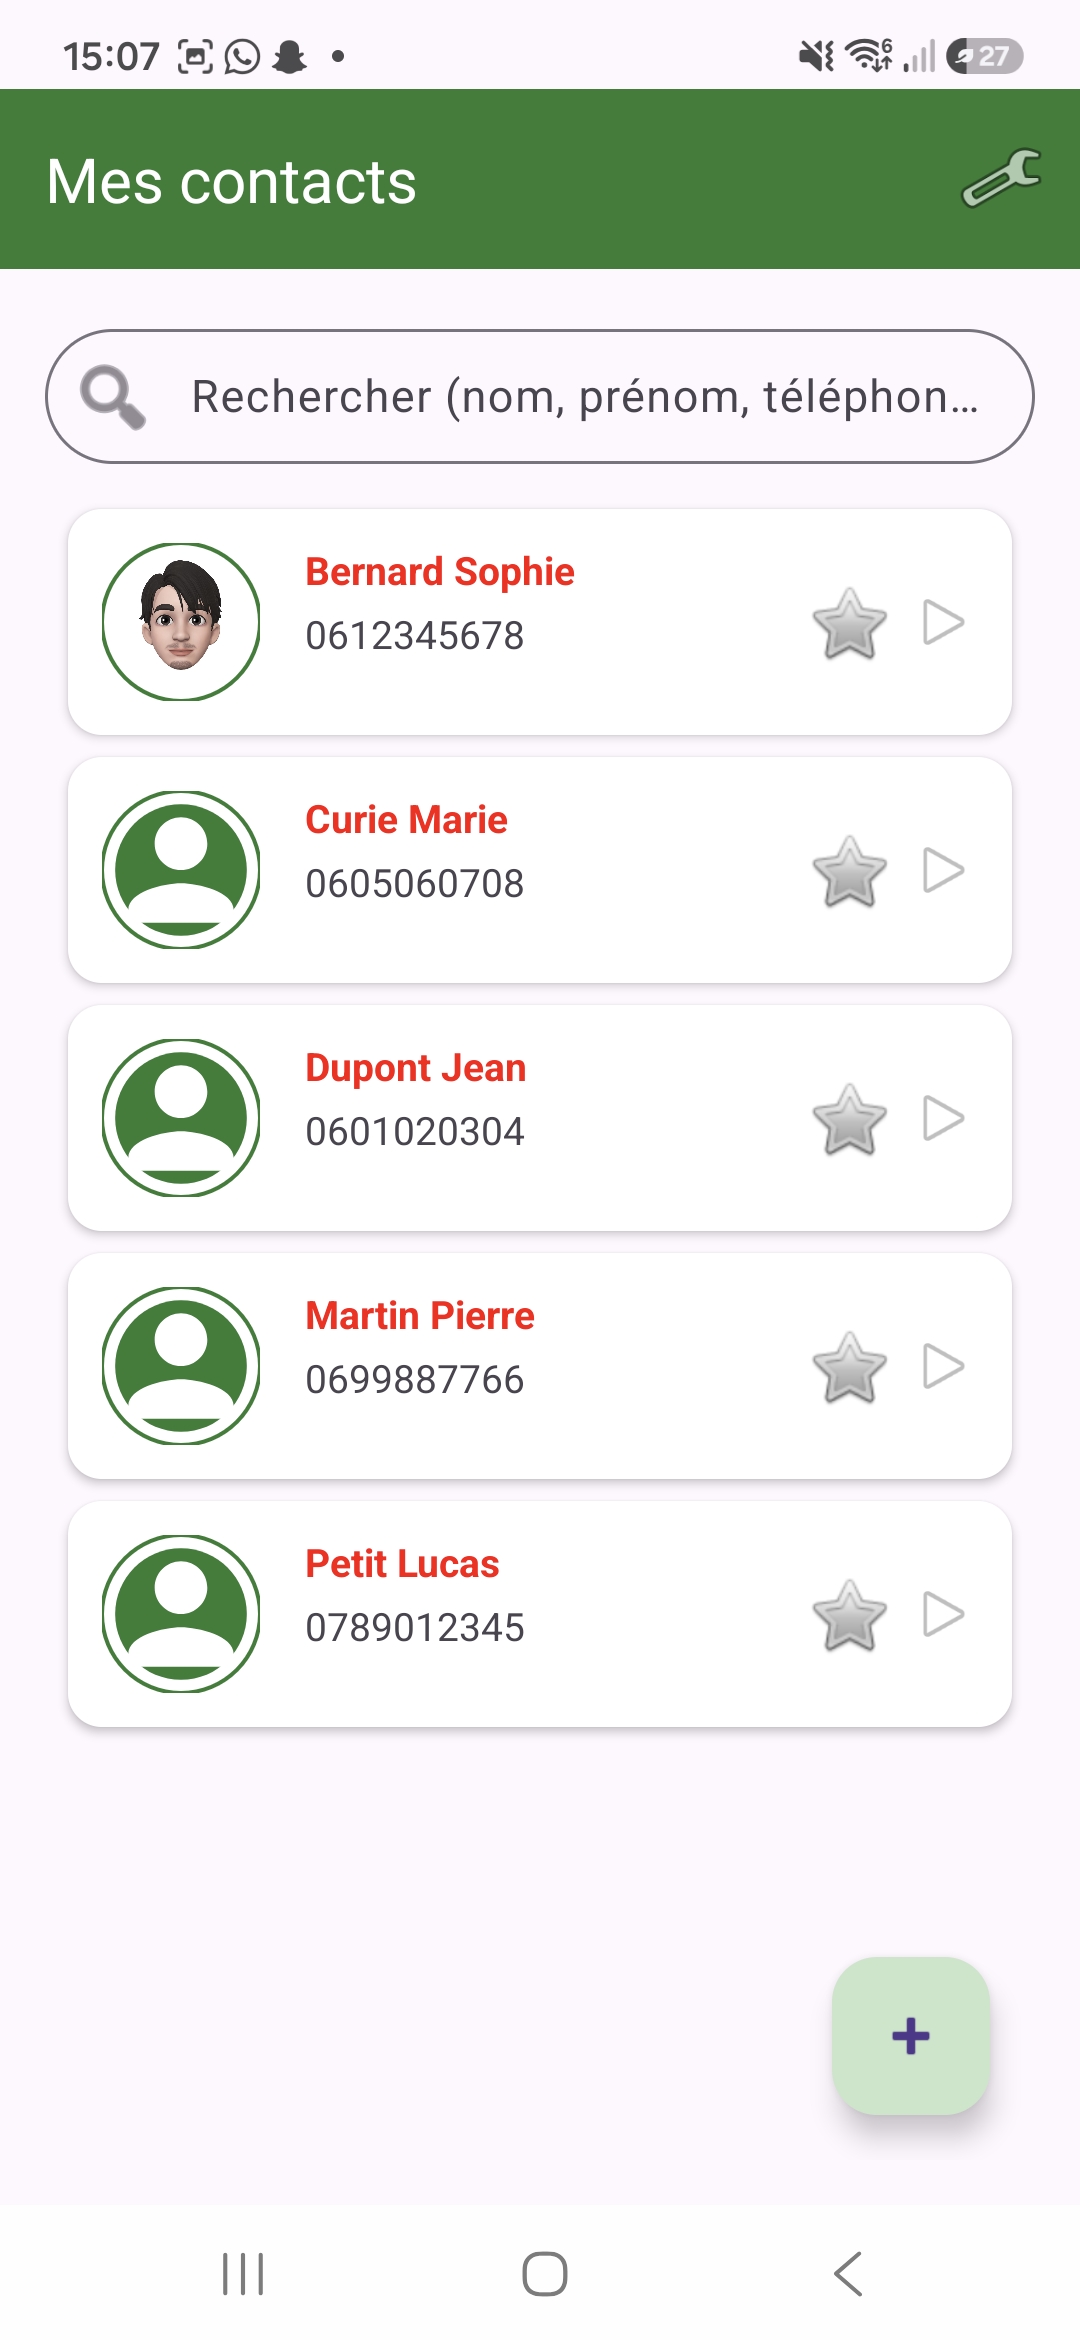 15:07
6
27
Mes contacts
Rechercher (nom, prénom, téléphon...
Bernard Sophie
0612345678
Curie Marie
0605060708
Dupont Jean
0601020304
Martin Pierre
0699887766
Petit Lucas
0789012345